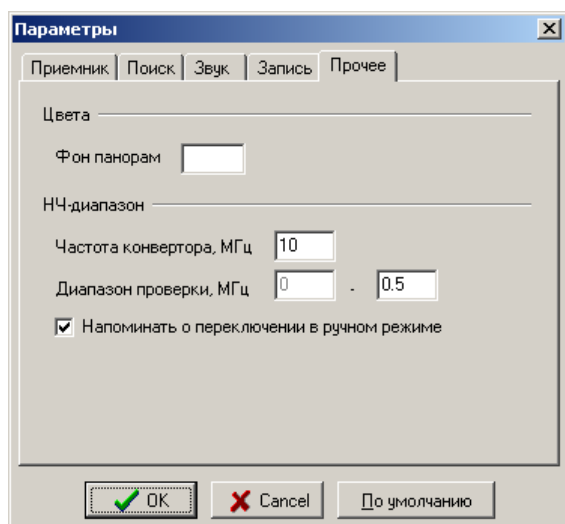 Параметры
Приемник Поиск Звук Запись Прочее
Цвета
Фон панорам
НЧ-диапазон
Частота конвертора, МГц 10
Диапазон проверки, МГц 0 - 0.5
Напоминать о переключении в ручном режиме
OK Cancel По умолчанию